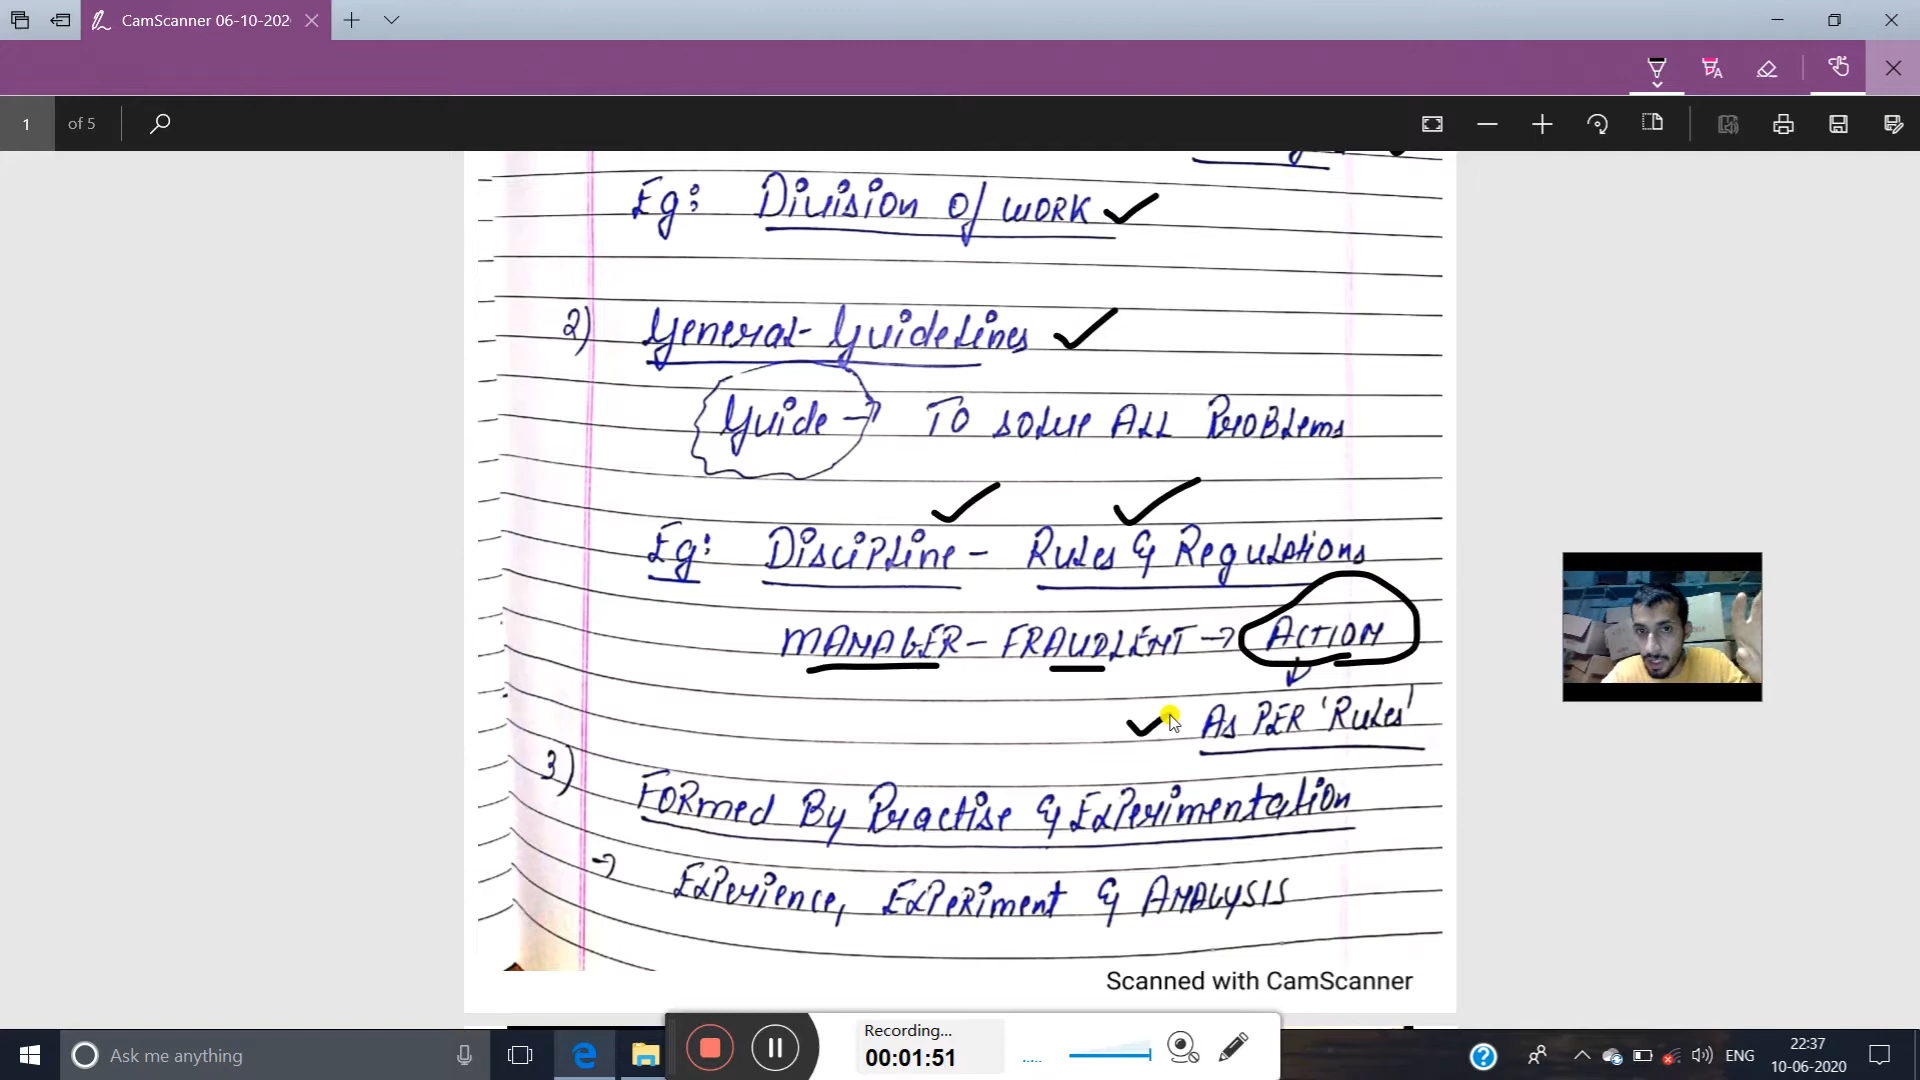 CamScanner 06-10-202
1 of 5
Eg: Division of WORK
2) General Guidelines
Guide → TO SOLVE ALL PROBLEMS
Eg: DISCIPLINE - RULES & REGULATIONS
MANAGER - FRAUDLENT → ACTION
AS PER 'RULES'
3) FORMED By Practise & Experimentation
→ Experience, Experiment & ANALYSIS
Scanned with CamScanner
Recording...
00:01:51
Ask me anything
ENG
22:37
10-06-2020